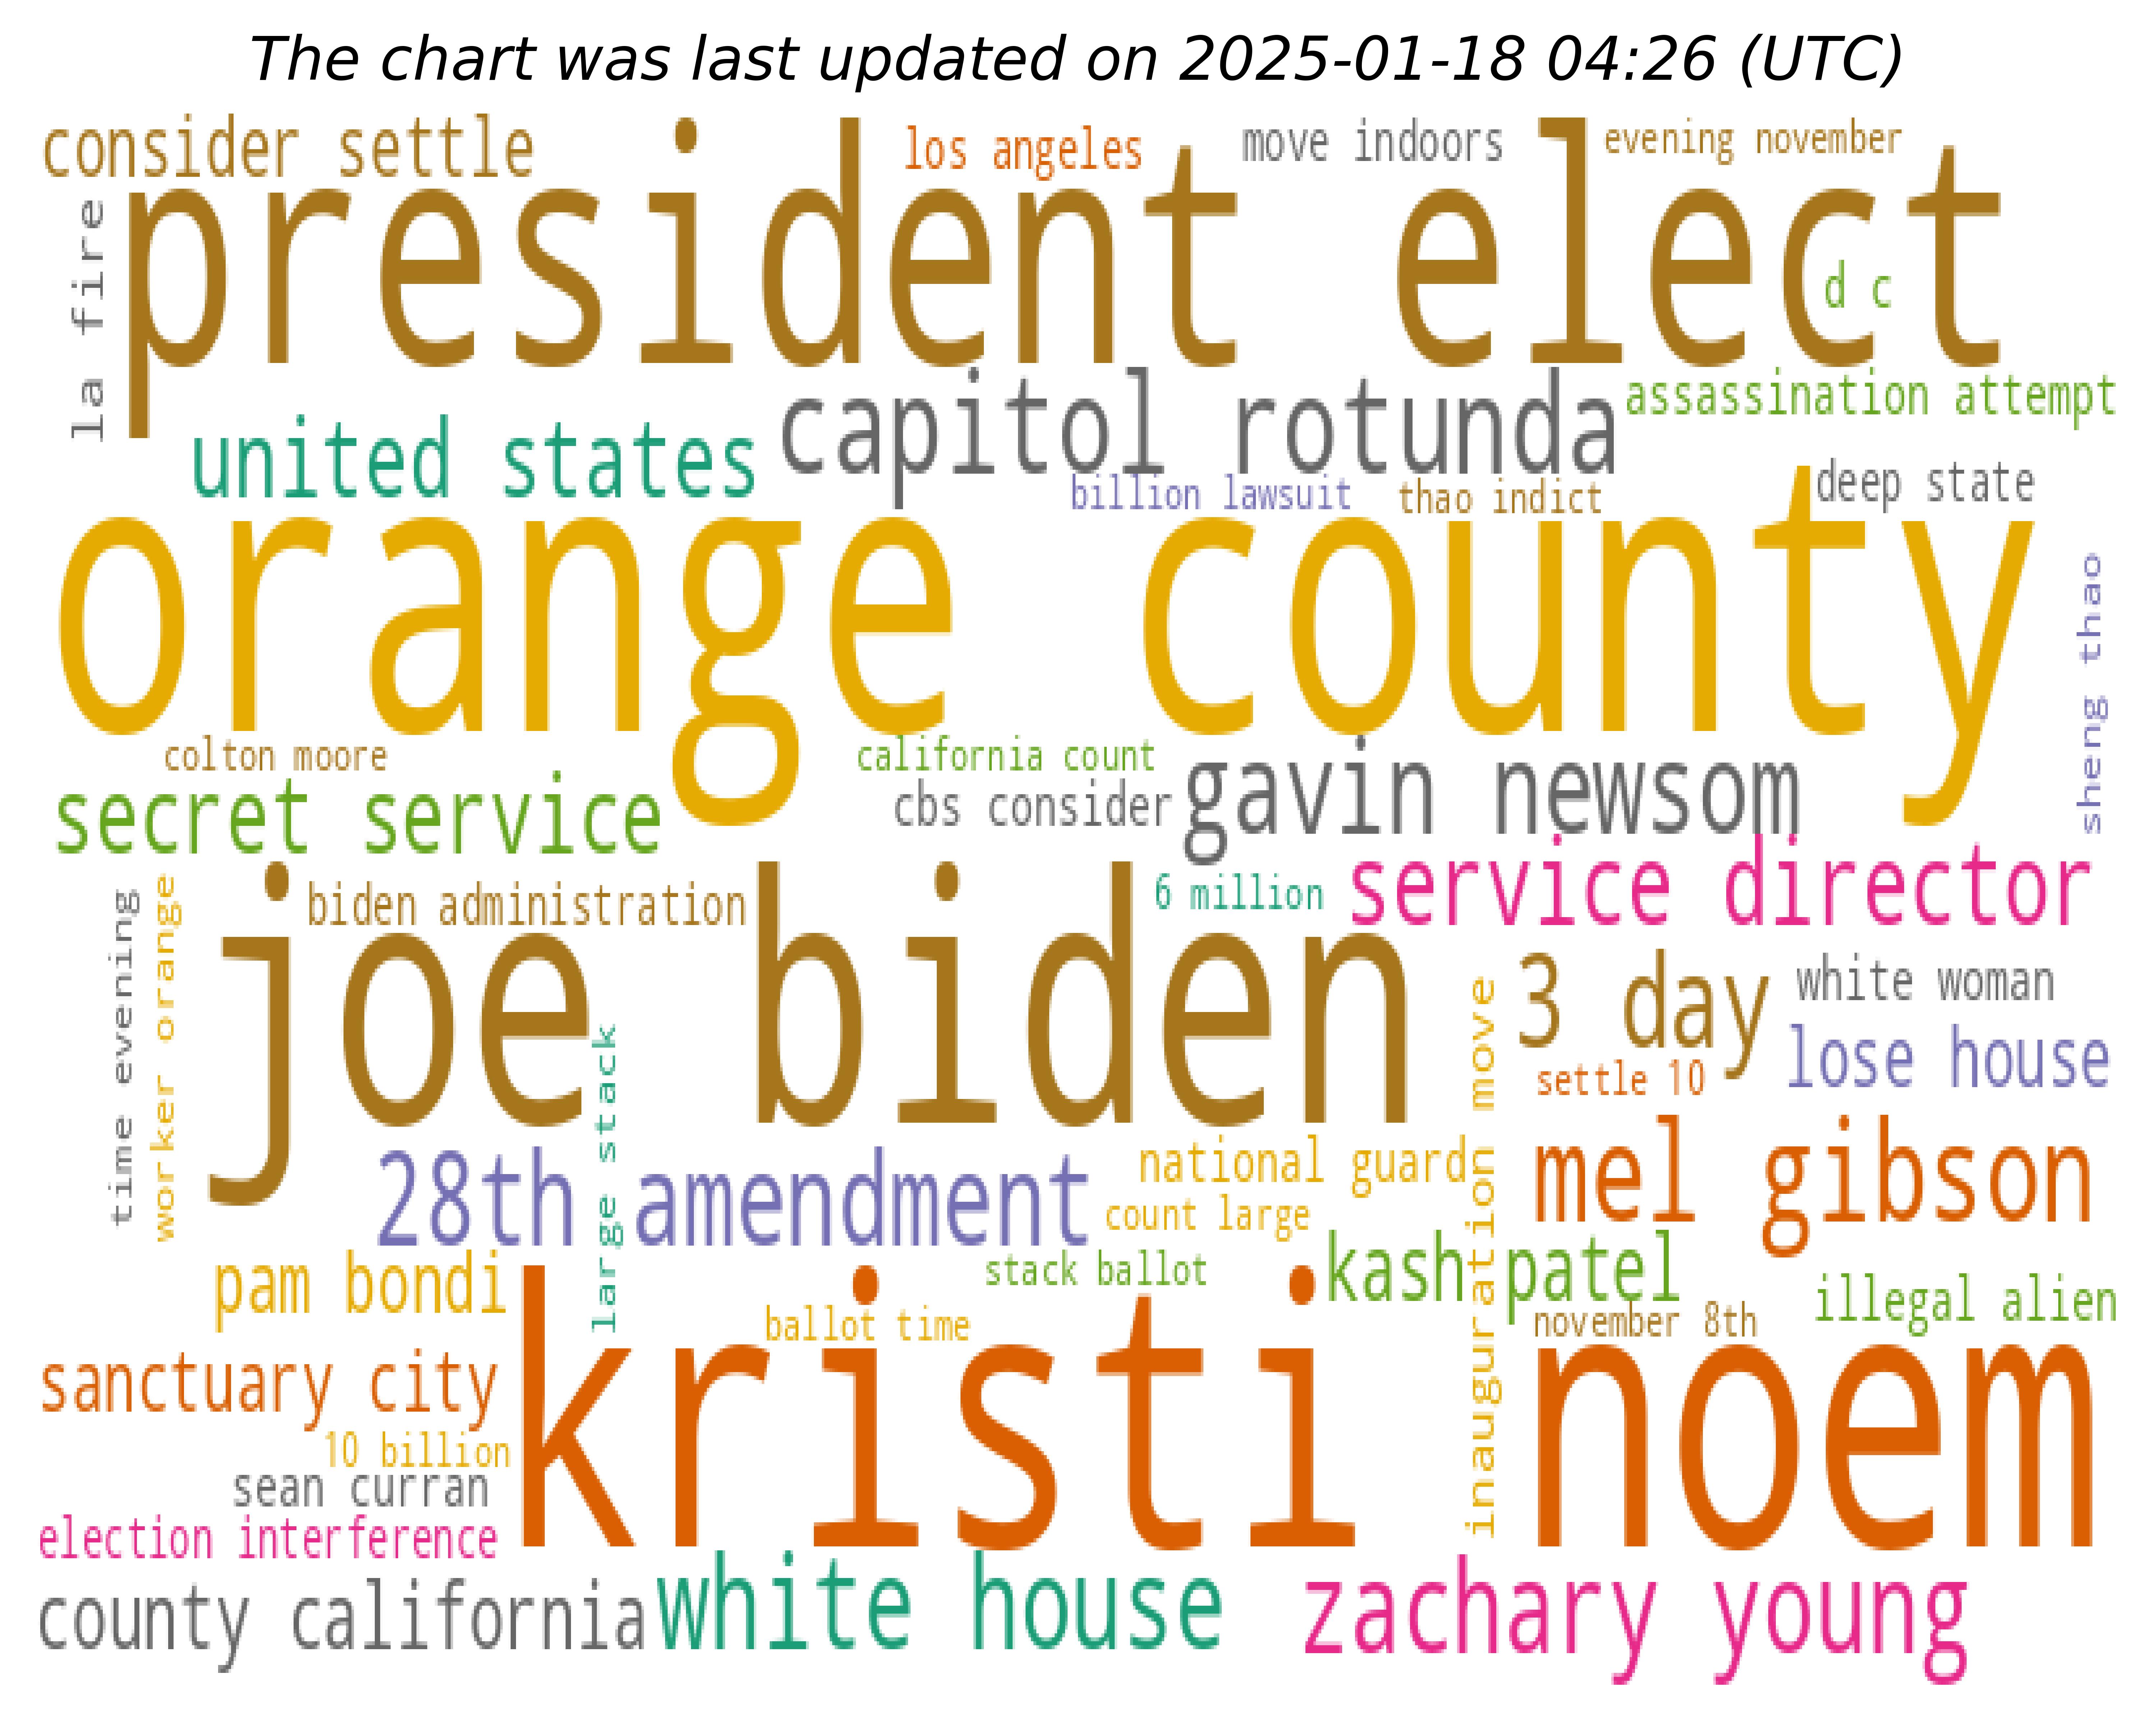 The chart was last updated on 2025-01-18 04:26 (UTC)
consider settle
los angeles
move indoors
evening november
president elect
la fire
d c
capitol rotunda
assassination attempt
united states
billion lawsuit
thao indict
deep state
orange county
sheng thao
colton moore
california count
gavin newsom
secret service
cbs consider
service director
biden administration
6 million
joe biden
time evening
worker orange
3 day
white woman
lose house
large stack
inauguration move
settle 10
28th amendment
national guard
mel gibson
count large
pam bondi
stack ballot
kash patel
illegal alien
ballot time
november 8th
kristi noem
sanctuary city
10 billion
sean curran
election interference
county california
white house
zachary young